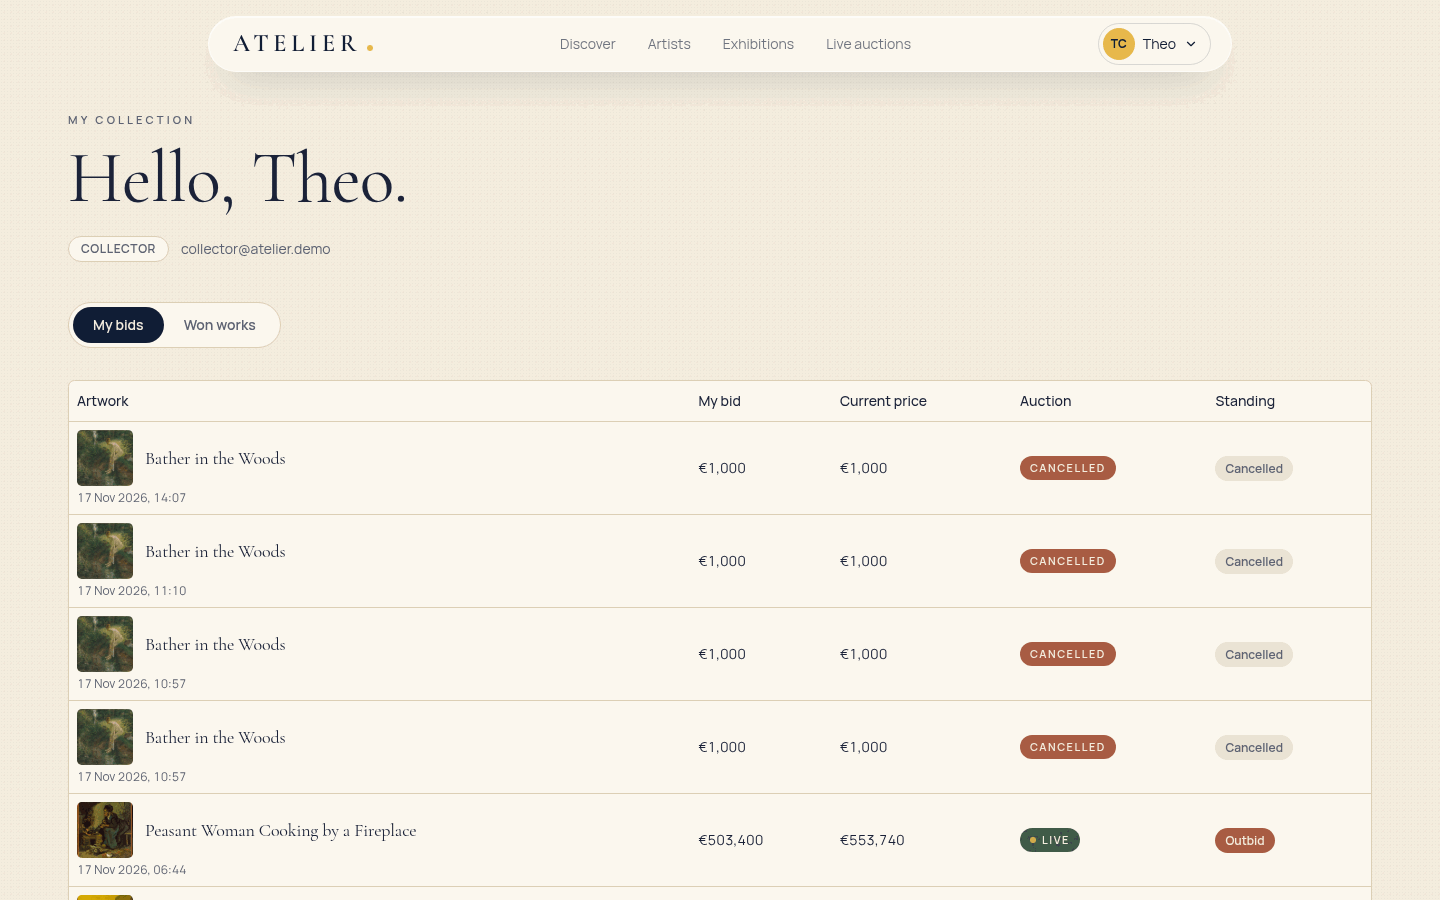 ATELIER
Discover Artists Exhibitions Live auctions
TC Theo
MY COLLECTION
Hello, Theo.
COLLECTOR collector@atelier.demo
My bids Won works
Artwork My bid Current price Auction Standing
Bather in the Woods €1,000 €1,000 CANCELLED Cancelled
17 Nov 2026, 14:07
Bather in the Woods €1,000 €1,000 CANCELLED Cancelled
17 Nov 2026, 11:10
Bather in the Woods €1,000 €1,000 CANCELLED Cancelled
17 Nov 2026, 10:57
Bather in the Woods €1,000 €1,000 CANCELLED Cancelled
17 Nov 2026, 10:57
Peasant Woman Cooking by a Fireplace €503,400 €553,740 LIVE Outbid
17 Nov 2026, 06:44